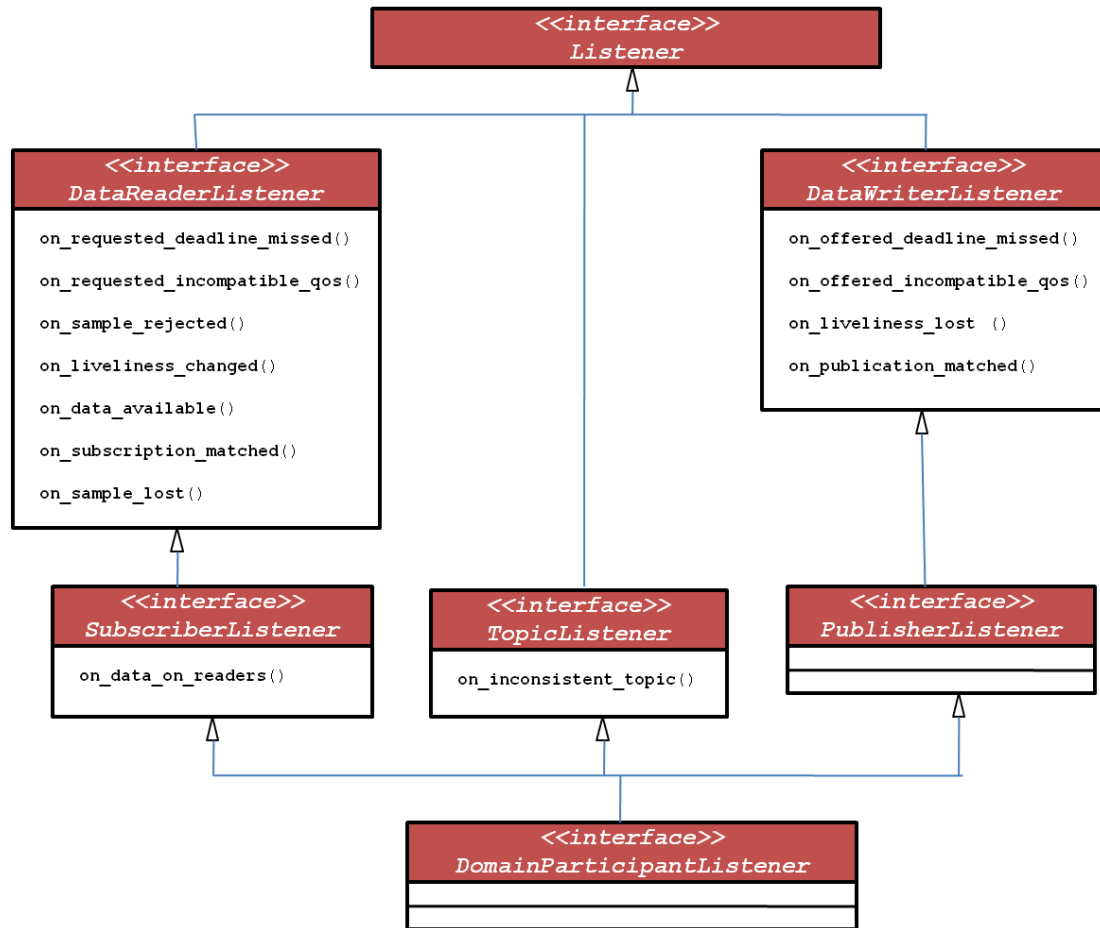 <<interface>>
Listener
<<interface>>
DataReaderListener
on_requested_deadline_missed()
on_requested_incompatible_qos()
on_sample_rejected()
on_liveliness_changed()
on_data_available()
on_subscription_matched()
on_sample_lost()
<<interface>>
DataWriterListener
on_offered_deadline_missed()
on_offered_incompatible_qos()
on_liveliness_lost ()
on_publication_matched()
<<interface>>
SubscriberListener
on_data_on_readers()
<<interface>>
TopicListener
on_inconsistent_topic()
<<interface>>
PublisherListener
<<interface>>
DomainParticipantListener